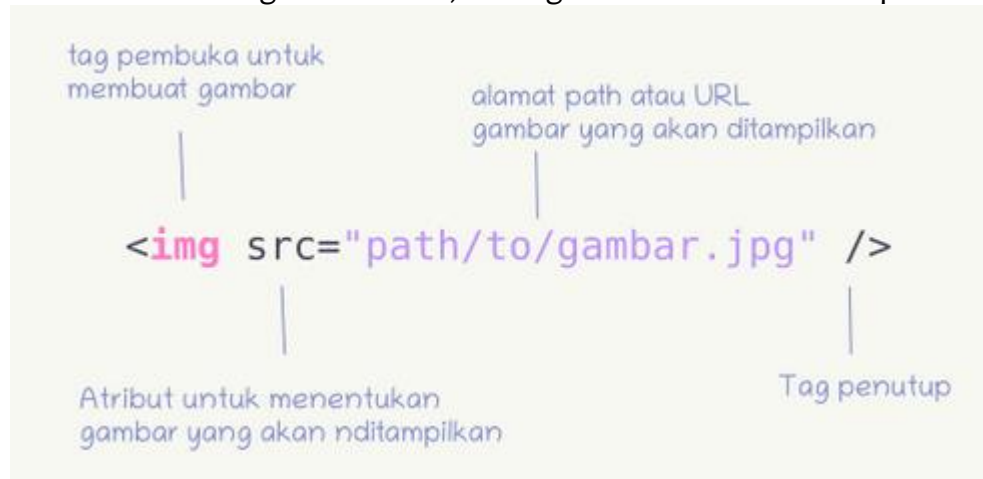 tag pembuka untuk
membuat gambar
alamat path atau URL
gambar yang akan ditampilkan
<img src="path/to/gambar.jpg" />
Atribut untuk menentukan
gambar yang akan nditampilkan
Tag penutup